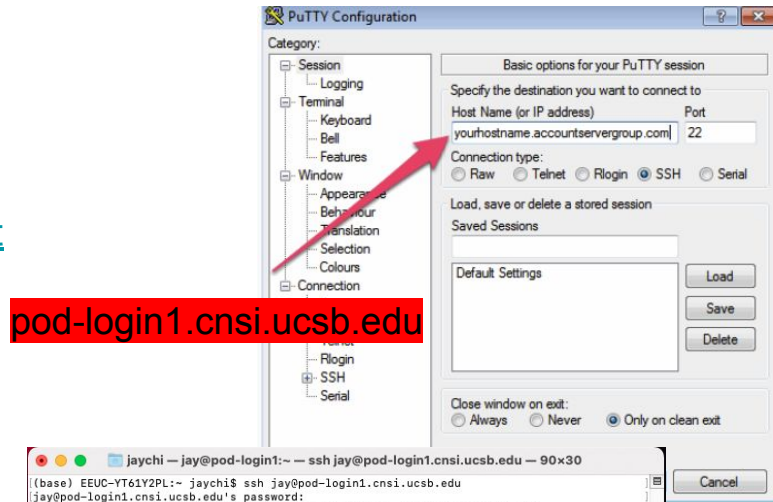 PuTTY Configuration
Category:
Session
Logging
Terminal
Keyboard
Bell
Features
Window
Appearance
Behaviour
Translation
Selection
Colours
Connection
Rlogin
SSH
Serial
Basic options for your PuTTY session
Specify the destination you want to connect to
Host Name (or IP address) Port
yourhostname.accountservergroup.com 22
Connection type:
Raw Telnet Rlogin SSH Serial
Load, save or delete a stored session
Saved Sessions
Default Settings
Load
Save
Delete
Close window on exit:
Always Never Only on clean exit
Cancel
pod-login1.cnsi.ucsb.edu
jaychi — jay@pod-login1:~ — ssh jay@pod-login1.cnsi.ucsb.edu — 90×30
(base) EEUC-YT61Y2PL:~ jaychi$ ssh jay@pod-login1.cnsi.ucsb.edu
jay@pod-login1.cnsi.ucsb.edu's password: